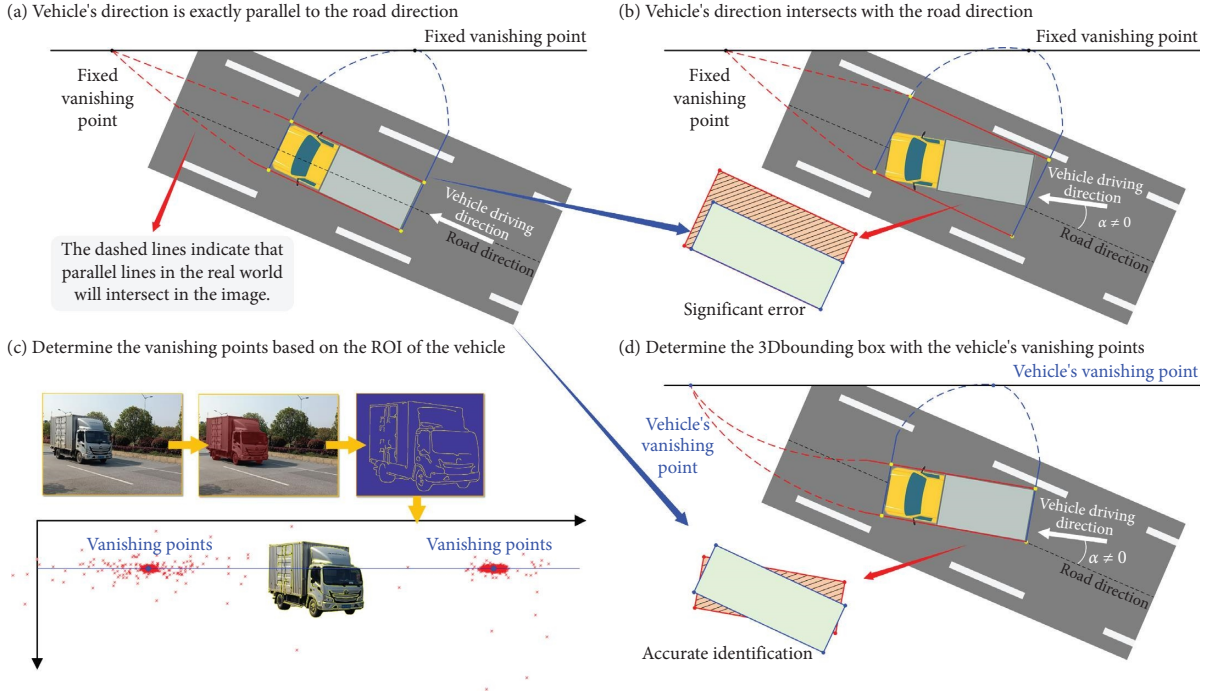 (a) Vehicle's direction is exactly parallel to the road direction
Fixed vanishing point
Fixed
vanishing
point
Vehicle driving
direction
Road direction
The dashed lines indicate that
parallel lines in the real world
will intersect in the image.
(b) Vehicle's direction intersects with the road direction
Fixed vanishing point
Fixed
vanishing
point
Vehicle driving
direction
α ≠ 0
Road direction
Significant error
(c) Determine the vanishing points based on the ROI of the vehicle
Vanishing points
Vanishing points
(d) Determine the 3Dbounding box with the vehicle's vanishing points
Vehicle's vanishing point
Vehicle's
vanishing
point
Vehicle driving
direction
α ≠ 0
Road direction
Accurate identification